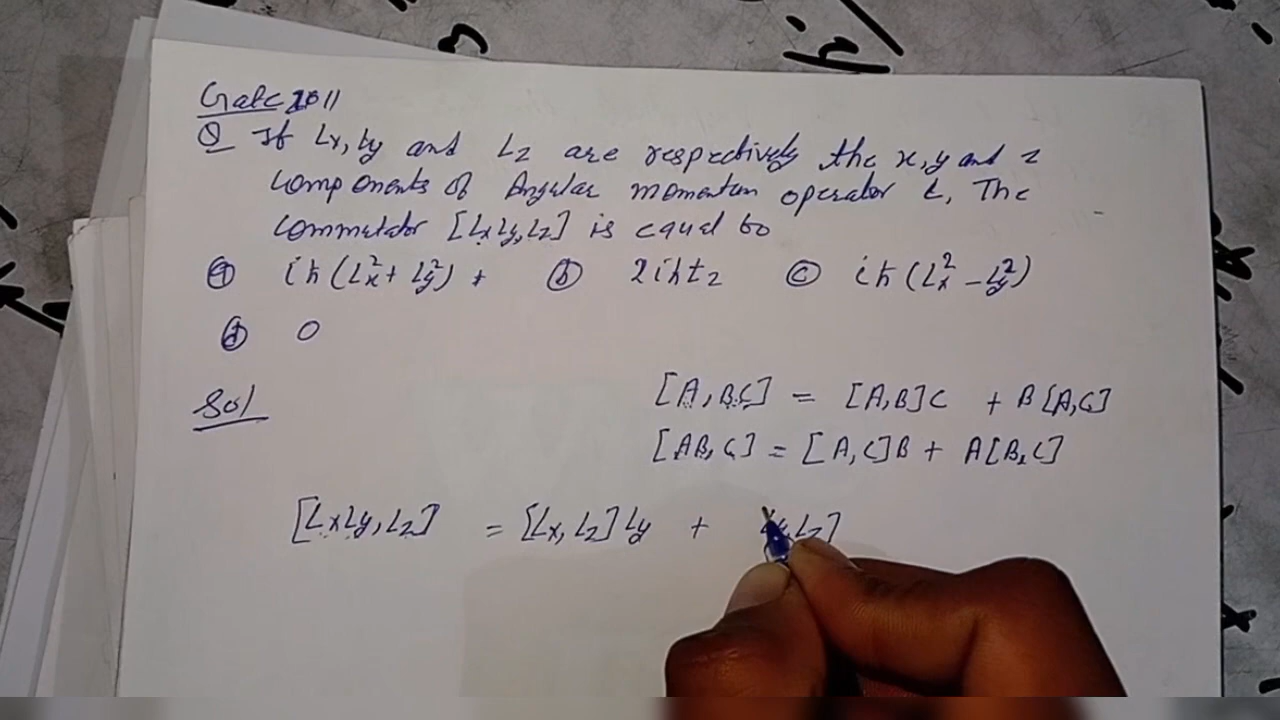 Gate 2011
Q If Lx, Ly and Lz are respectively the x, y and z
components of Angular momentum operator L, The
commutator [LxLy, Lz] is equal to
ⓐ iħ(Lx² + Ly²) ⓑ 2iħLz ⓒ iħ(Lx² - Ly²)
ⓓ 0
Sol
[A, BC] = [A,B]C + B[A,C]
[AB, C] = [A,C]B + A[B,C]
[LxLy, Lz] = [Lx, Lz]Ly + Lz]